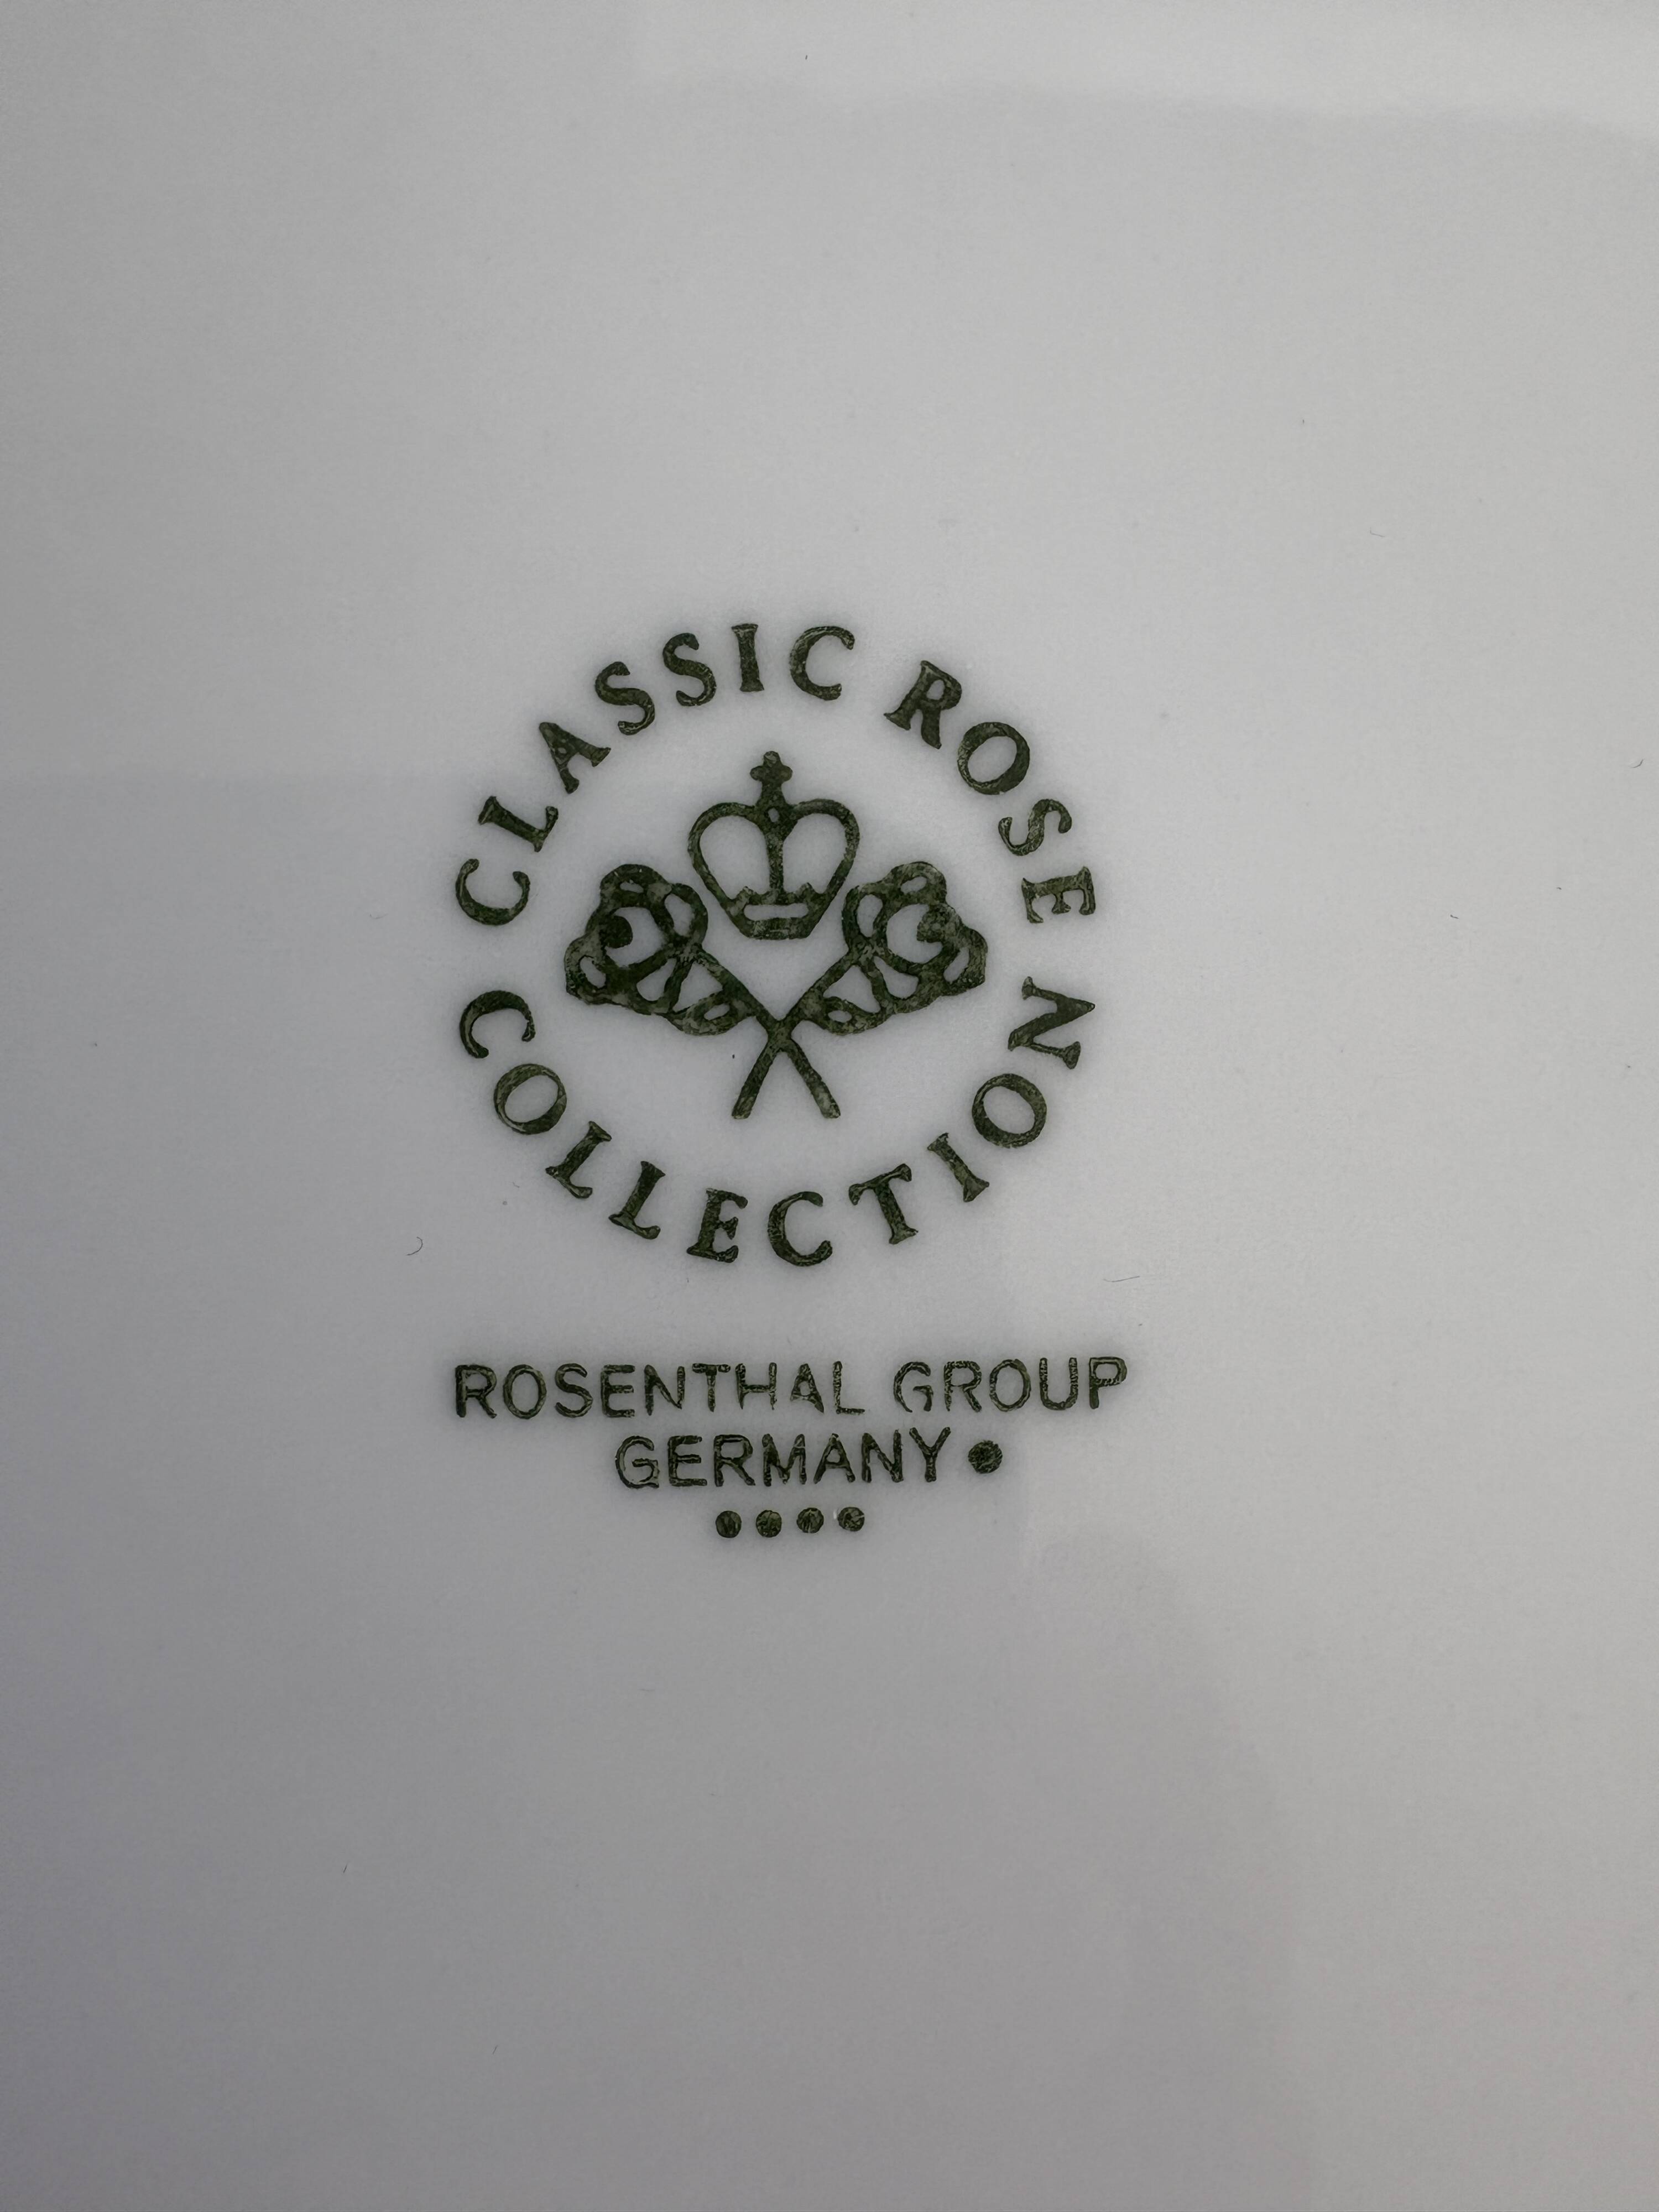 CLASSIC ROSE
COLLECTION
ROSENTHAL GROUP
GERMANY